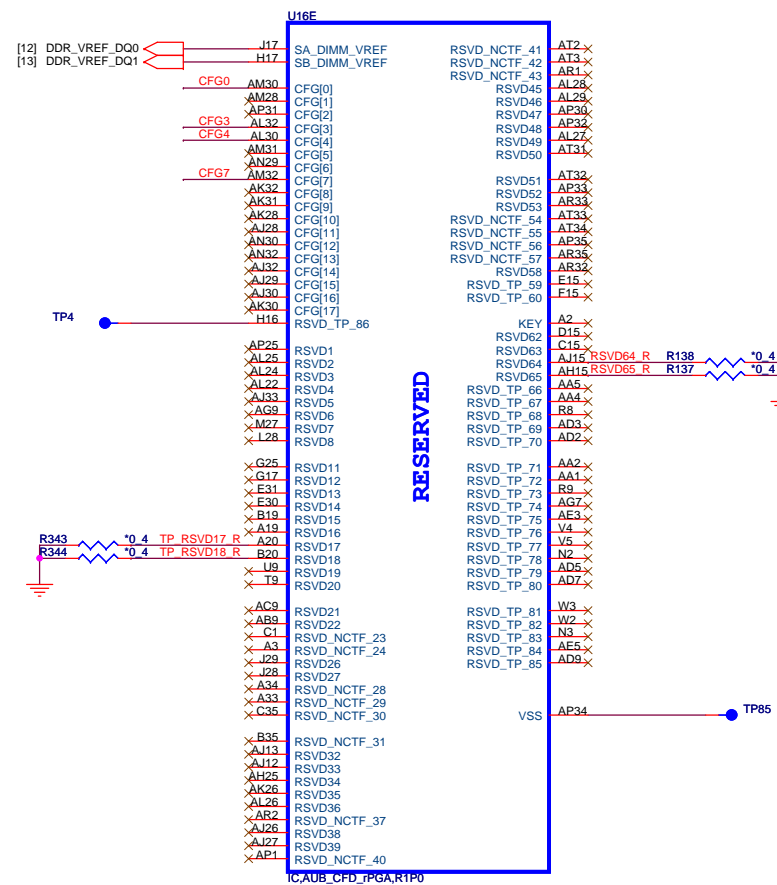 U16E
[12] DDR_VREF_DQ0 J17 SA_DIMM_VREF
[13] DDR_VREF_DQ1 H17 SB_DIMM_VREF
CFG0 AM30 CFG[0]
AM28 CFG[1]
AP31 CFG[2]
CFG3 AL32 CFG[3]
CFG4 AL30 CFG[4]
AM31 CFG[5]
AN29 CFG[6]
CFG7 AM32 CFG[7]
AK32 CFG[8]
AK31 CFG[9]
AK28 CFG[10]
AJ28 CFG[11]
AN30 CFG[12]
AN32 CFG[13]
AJ32 CFG[14]
AJ29 CFG[15]
AJ30 CFG[16]
AK30 CFG[17]
TP4 H16 RSVD_TP_86
AP25 RSVD1
AL25 RSVD2
AL24 RSVD3
AL22 RSVD4
AJ33 RSVD5
AG9 RSVD6
M27 RSVD7
L28 RSVD8
G25 RSVD11
G17 RSVD12
E31 RSVD13
E30 RSVD14
B19 RSVD15
A19 RSVD16
R343 *0_4 TP_RSVD17_R A20 RSVD17
R344 *0_4 TP_RSVD18_R B20 RSVD18
U9 RSVD19
T9 RSVD20
AC9 RSVD21
AB9 RSVD22
C1 RSVD_NCTF_23
A3 RSVD_NCTF_24
J29 RSVD26
J28 RSVD27
A34 RSVD_NCTF_28
A33 RSVD_NCTF_29
C35 RSVD_NCTF_30
B35 RSVD_NCTF_31
AJ13 RSVD32
AJ12 RSVD33
AH25 RSVD34
AK26 RSVD35
AL26 RSVD36
AR2 RSVD_NCTF_37
AJ26 RSVD38
AJ27 RSVD39
AP1 RSVD_NCTF_40
RESERVED
RSVD_NCTF_41 AT2
RSVD_NCTF_42 AT3
RSVD_NCTF_43 AR1
RSVD45 AL28
RSVD46 AL29
RSVD47 AP30
RSVD48 AP32
RSVD49 AL27
RSVD50 AT31
RSVD51 AT32
RSVD52 AP33
RSVD53 AR33
RSVD_NCTF_54 AT33
RSVD_NCTF_55 AT34
RSVD_NCTF_56 AP35
RSVD_NCTF_57 AR35
RSVD58 AR32
RSVD_TP_59 E15
RSVD_TP_60 F15
KEY A2
RSVD62 D15
RSVD63 C15
RSVD64 AJ15 RSVD64_R R138 *0_4
RSVD65 AH15 RSVD65_R R137 *0_4
RSVD_TP_66 AA5
RSVD_TP_67 AA4
RSVD_TP_68 R8
RSVD_TP_69 AD3
RSVD_TP_70 AD2
RSVD_TP_71 AA2
RSVD_TP_72 AA1
RSVD_TP_73 R9
RSVD_TP_74 AG7
RSVD_TP_75 AE3
RSVD_TP_76 V4
RSVD_TP_77 V5
RSVD_TP_78 N2
RSVD_TP_79 AD5
RSVD_TP_80 AD7
RSVD_TP_81 W3
RSVD_TP_82 W2
RSVD_TP_83 N3
RSVD_TP_84 AE5
RSVD_TP_85 AD9
VSS AP34 TP85
IC,AUB_CFD_rPGA,R1P0